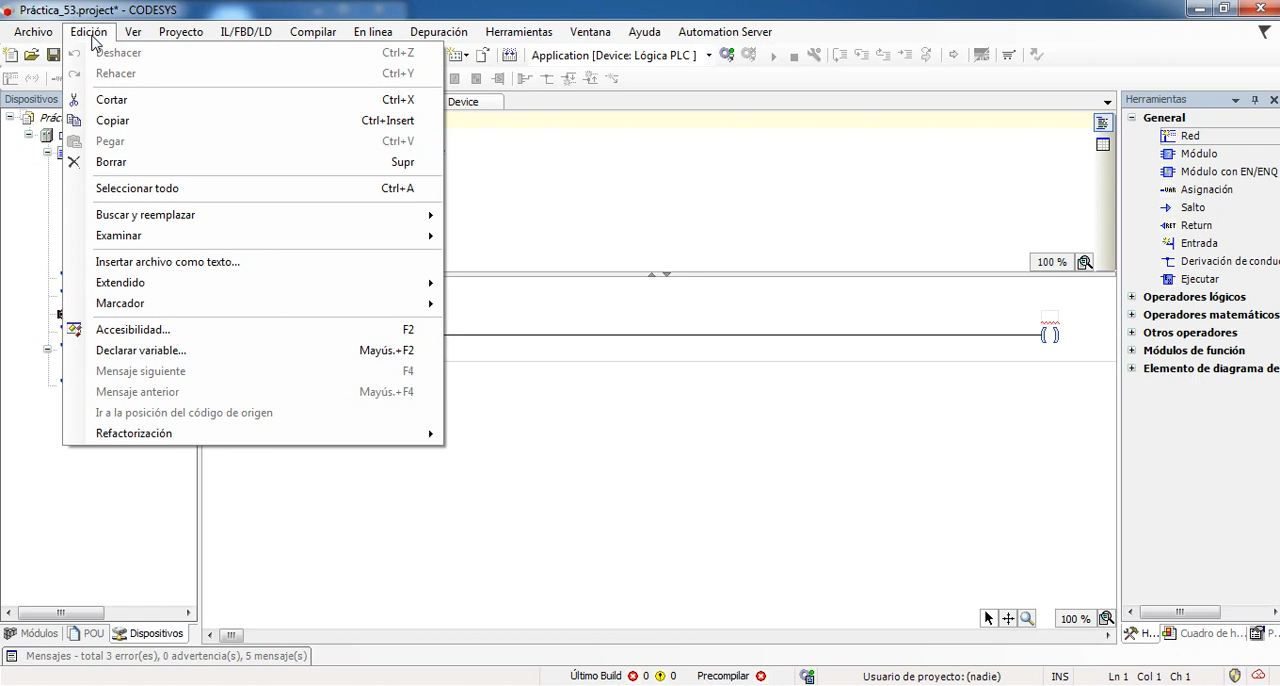 Práctica_53.project* - CODESYS
Archivo Edición Ver Proyecto IL/FBD/LD Compilar En línea Depuración Herramientas Ventana Ayuda Automation Server
Application [Device: Lógica PLC ]
Deshacer Ctrl+Z
Rehacer Ctrl+Y
Cortar Ctrl+X
Copiar Ctrl+Insert
Pegar Ctrl+V
Borrar Supr
Seleccionar todo Ctrl+A
Buscar y reemplazar
Examinar
Insertar archivo como texto...
Extendido
Marcador
Accesibilidad... F2
Declarar variable... Mayús.+F2
Mensaje siguiente F4
Mensaje anterior Mayús.+F4
Ir a la posición del código de origen
Refactorización
Dispositivos
Prác
Device
100 %
Herramientas
General
Red
Módulo
Módulo con EN/ENO
Asignación
Salto
Return
Entrada
Derivación de condu
Ejecutar
Operadores lógicos
Operadores matemáticos
Otros operadores
Módulos de función
Elemento de diagrama de
100 %
Módulos POU Dispositivos
H... Cuadro de h... P...
Mensajes - total 3 error(es), 0 advertencia(s), 5 mensaje(s)
Último Build 0 0 Precompilar Usuario de proyecto: (nadie) INS Ln 1 Col 1 Ch 1